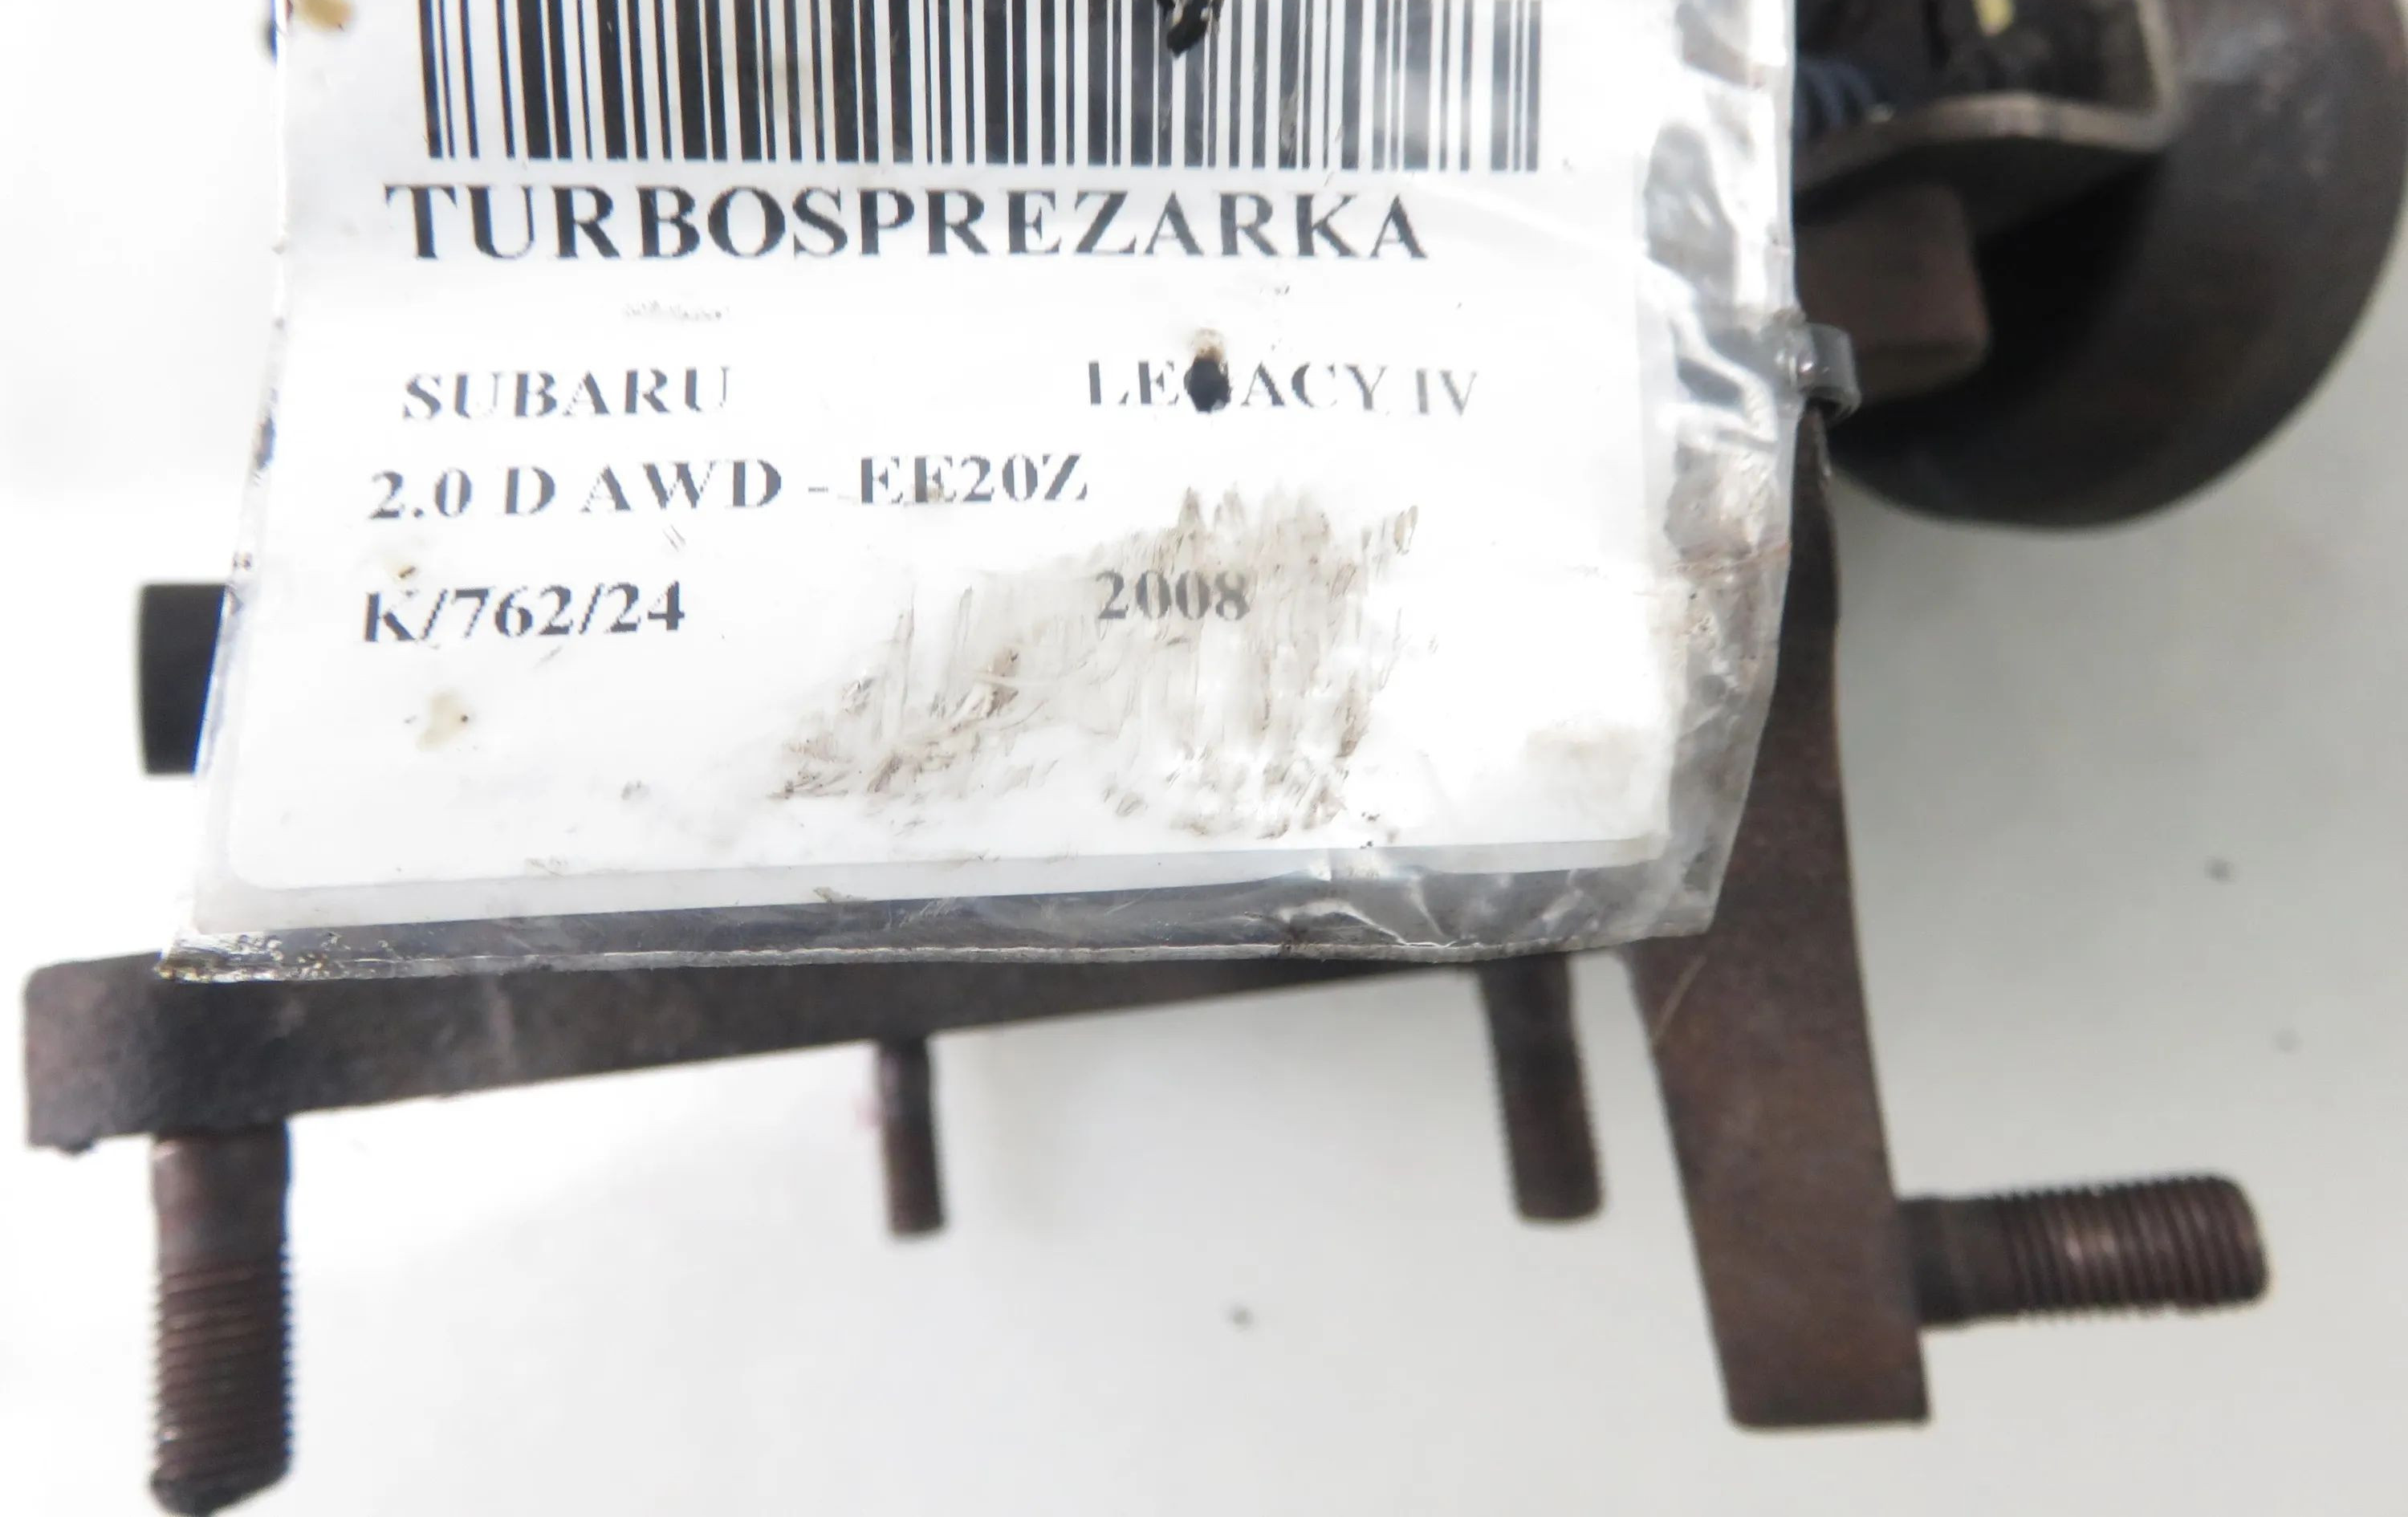 TURBOSPREZARKA
SUBARU LEGACY IV
2.0 D AWD - EE20Z
K/762/24 2008